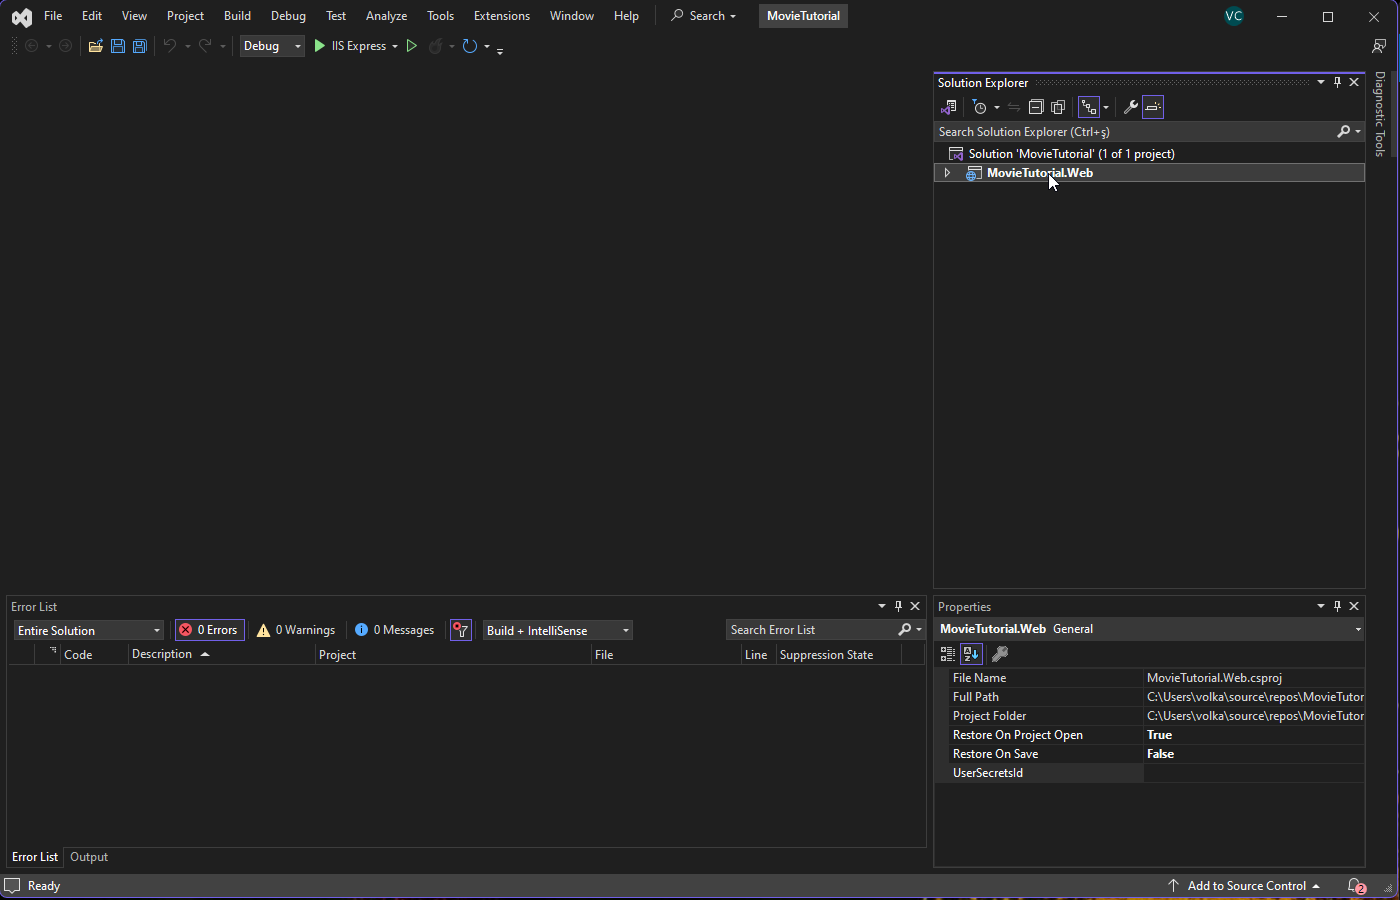 File Edit View Project Build Debug Test Analyze Tools Extensions Window Help Search MovieTutorial VC
Debug IIS Express
Solution Explorer
Search Solution Explorer (Ctrl+ş)
Solution 'MovieTutorial' (1 of 1 project)
MovieTutorial.Web
Diagnostic Tools
Error List
Entire Solution 0 Errors 0 Warnings 0 Messages Build + IntelliSense Search Error List
Code Description Project File Line Suppression State
Error List Output
Properties
MovieTutorial.Web General
File Name MovieTutorial.Web.csproj
Full Path C:\Users\volka\source\repos\MovieTutor
Project Folder C:\Users\volka\source\repos\MovieTutor
Restore On Project Open True
Restore On Save False
UserSecretsId
Ready Add to Source Control 2